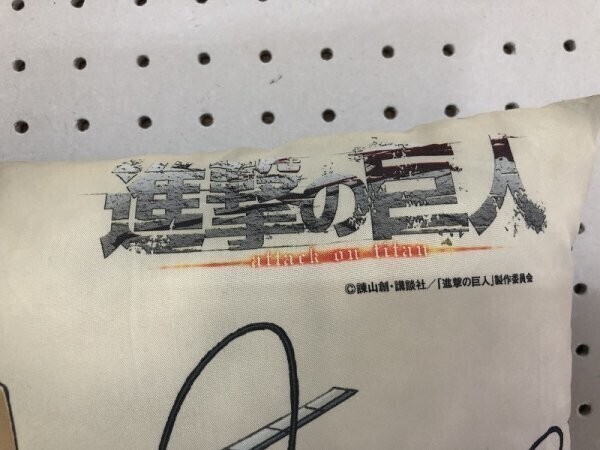 進撃の巨人
attack on titan
©諫山創・講談社／「進撃の巨人」製作委員会